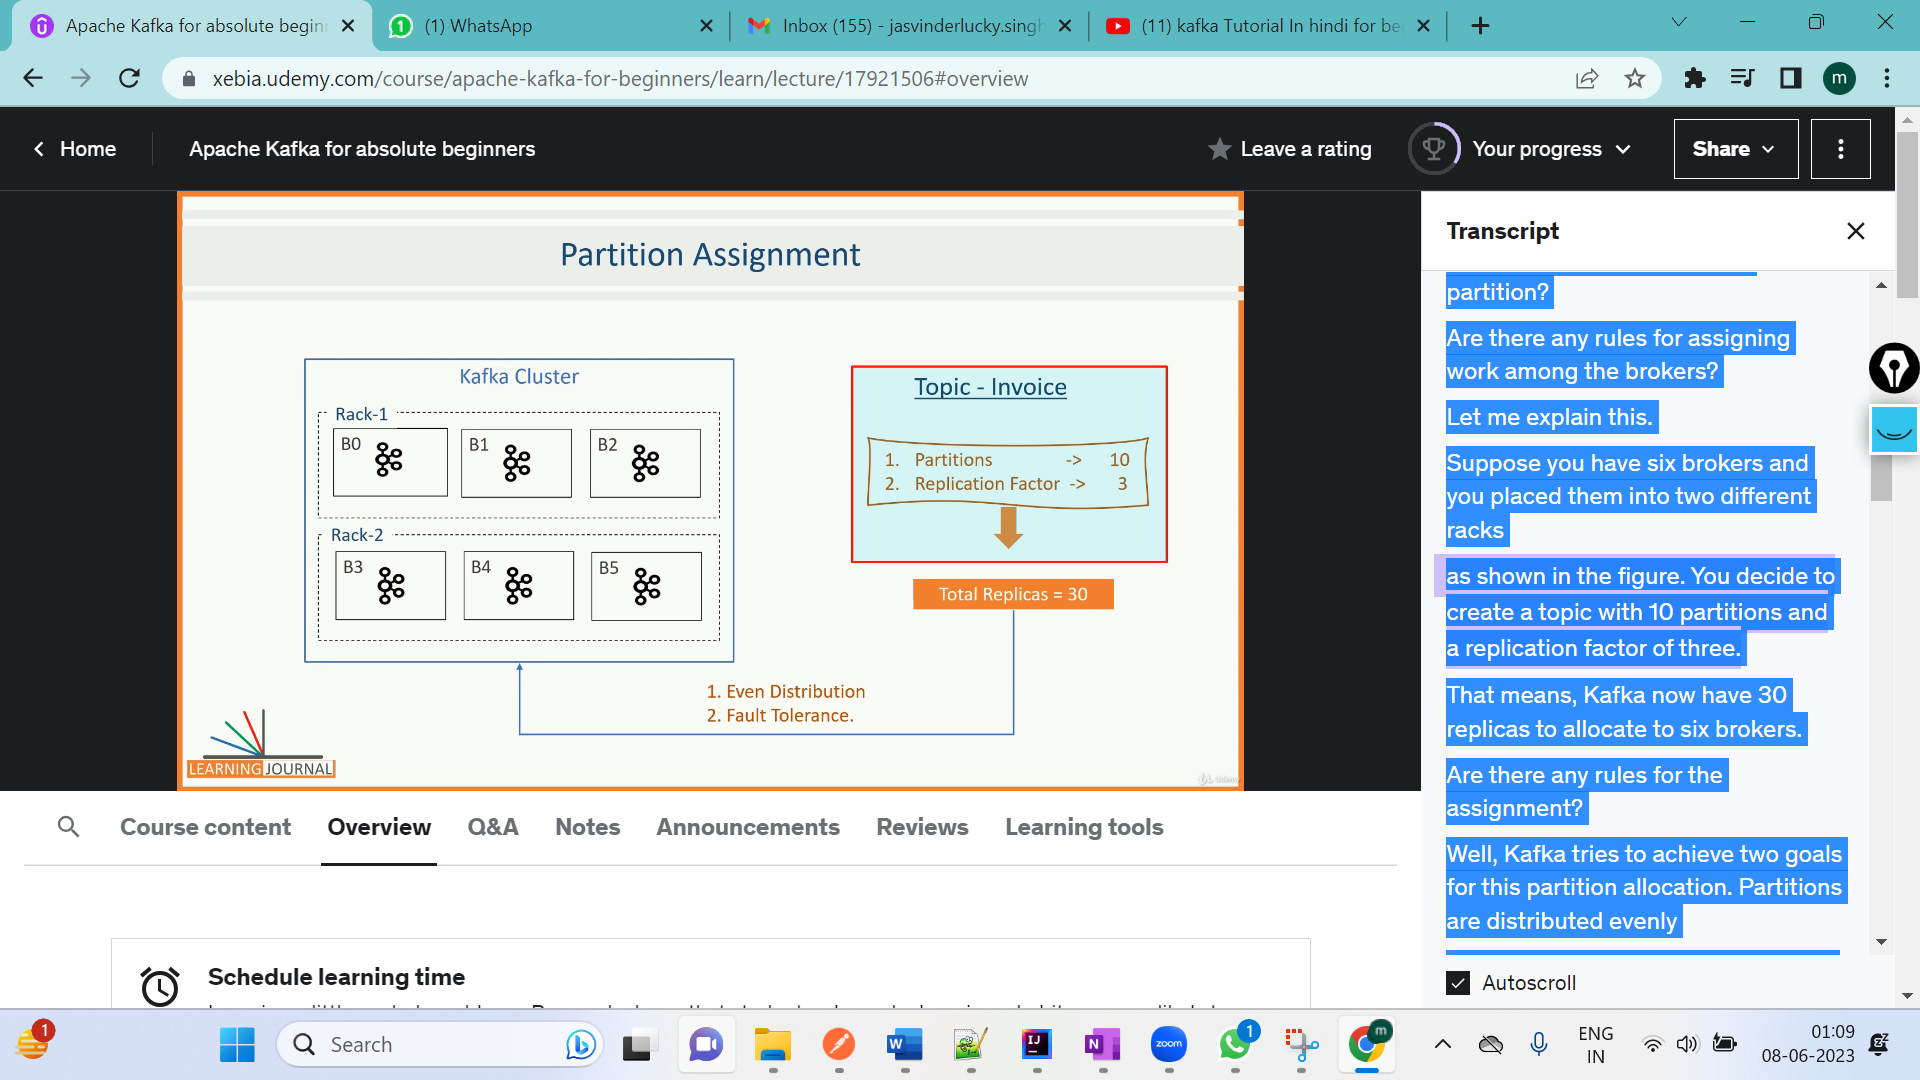 Apache Kafka for absolute begin
(1) WhatsApp
Inbox (155) - jasvinderlucky.singh
(11) kafka Tutorial In hindi for be
xebia.udemy.com/course/apache-kafka-for-beginners/learn/lecture/17921506#overview
m
Home
Apache Kafka for absolute beginners
Leave a rating
Your progress
Share
Partition Assignment
Kafka Cluster
Rack-1
B0
B1
B2
Rack-2
B3
B4
B5
Topic - Invoice
1. Partitions -> 10
2. Replication Factor -> 3
Total Replicas = 30
1. Even Distribution
2. Fault Tolerance.
LEARNING JOURNAL
Transcript
partition?
Are there any rules for assigning
work among the brokers?
Let me explain this.
Suppose you have six brokers and
you placed them into two different
racks
as shown in the figure. You decide to
create a topic with 10 partitions and
a replication factor of three.
That means, Kafka now have 30
replicas to allocate to six brokers.
Are there any rules for the
assignment?
Well, Kafka tries to achieve two goals
for this partition allocation. Partitions
are distributed evenly
Autoscroll
Course content
Overview
Q&A
Notes
Announcements
Reviews
Learning tools
Schedule learning time
1
Search
W
IJ
N
zoom
1
m
ENG
IN
01:09
08-06-2023